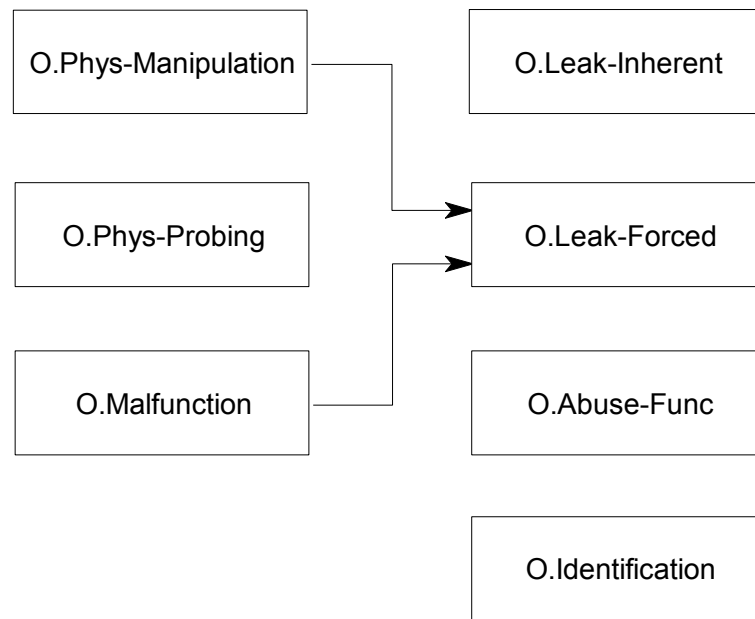 O.Phys-Manipulation
O.Leak-Inherent
O.Phys-Probing
O.Leak-Forced
O.Malfunction
O.Abuse-Func
O.Identification